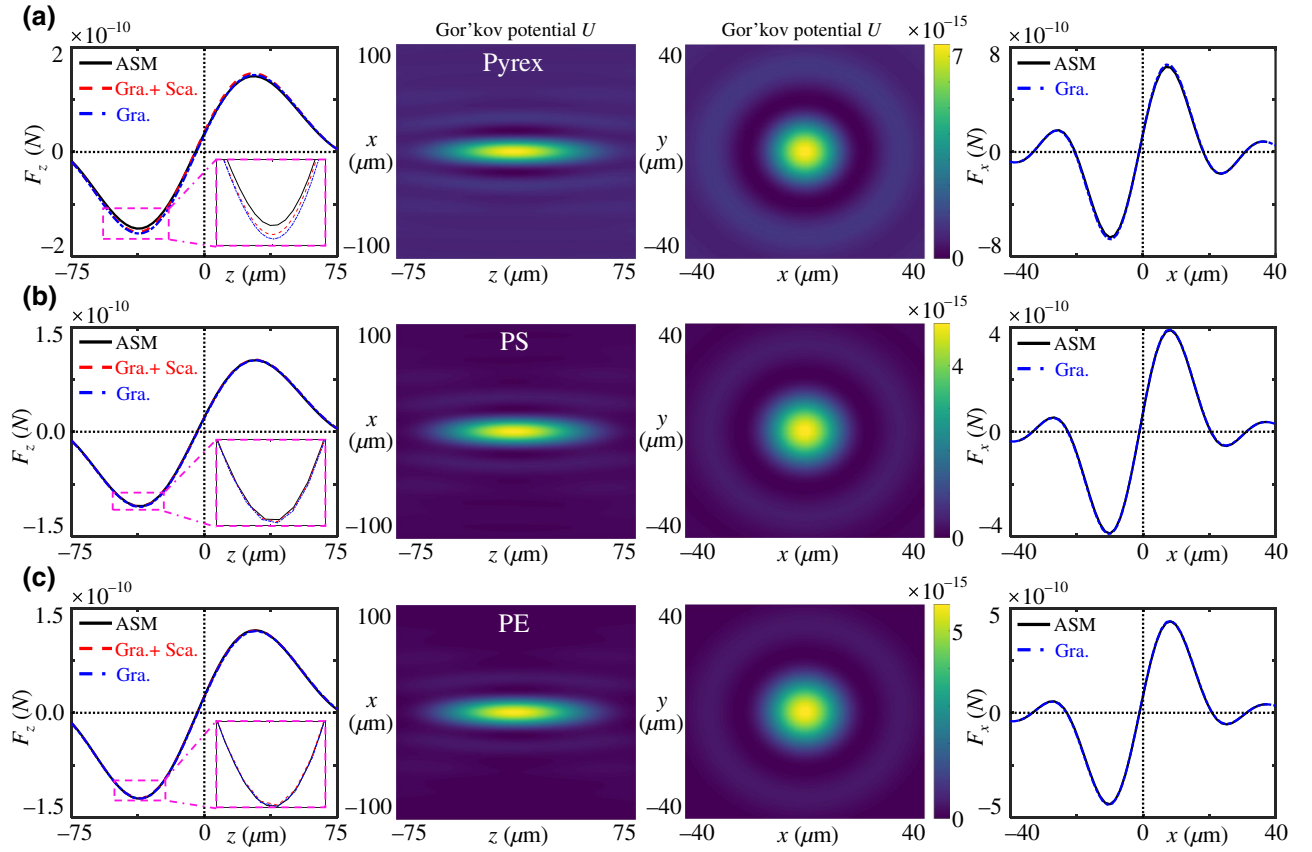 (a)
×10⁻¹⁰
2
0
−2
F_z (N)
ASM
Gra.+ Sca.
Gra.
−75
0
75
z (μm)
Gor’kov potential U
Pyrex
100
x
(μm)
−100
−75
75
z (μm)
Gor’kov potential U
40
y
(μm)
−40
−40
40
x (μm)
×10⁻¹⁵
7
0
×10⁻¹⁰
8
0
−8
F_x (N)
ASM
Gra.
−40
0
40
x (μm)
(b)
×10⁻¹⁰
1.5
0.0
−1.5
F_z (N)
ASM
Gra.+ Sca.
Gra.
−75
0
75
z (μm)
PS
100
x
(μm)
−100
−75
75
z (μm)
40
y
(μm)
−40
−40
40
x (μm)
×10⁻¹⁵
4
0
×10⁻¹⁰
4
0
−4
F_x (N)
ASM
Gra.
−40
0
40
x (μm)
(c)
×10⁻¹⁰
1.5
0.0
−1.5
F_z (N)
ASM
Gra.+ Sca.
Gra.
−75
0
75
z (μm)
PE
100
x
(μm)
−100
−75
75
z (μm)
40
y
(μm)
−40
−40
40
x (μm)
×10⁻¹⁵
5
0
×10⁻¹⁰
5
0
−5
F_x (N)
ASM
Gra.
−40
0
40
x (μm)